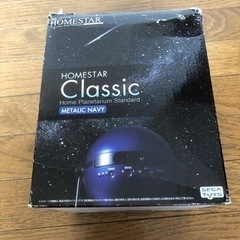 HOMESTAR
HOMESTAR
Classic
Home Planetarium Standard
METALIC NAVY
SEGA
TOYS